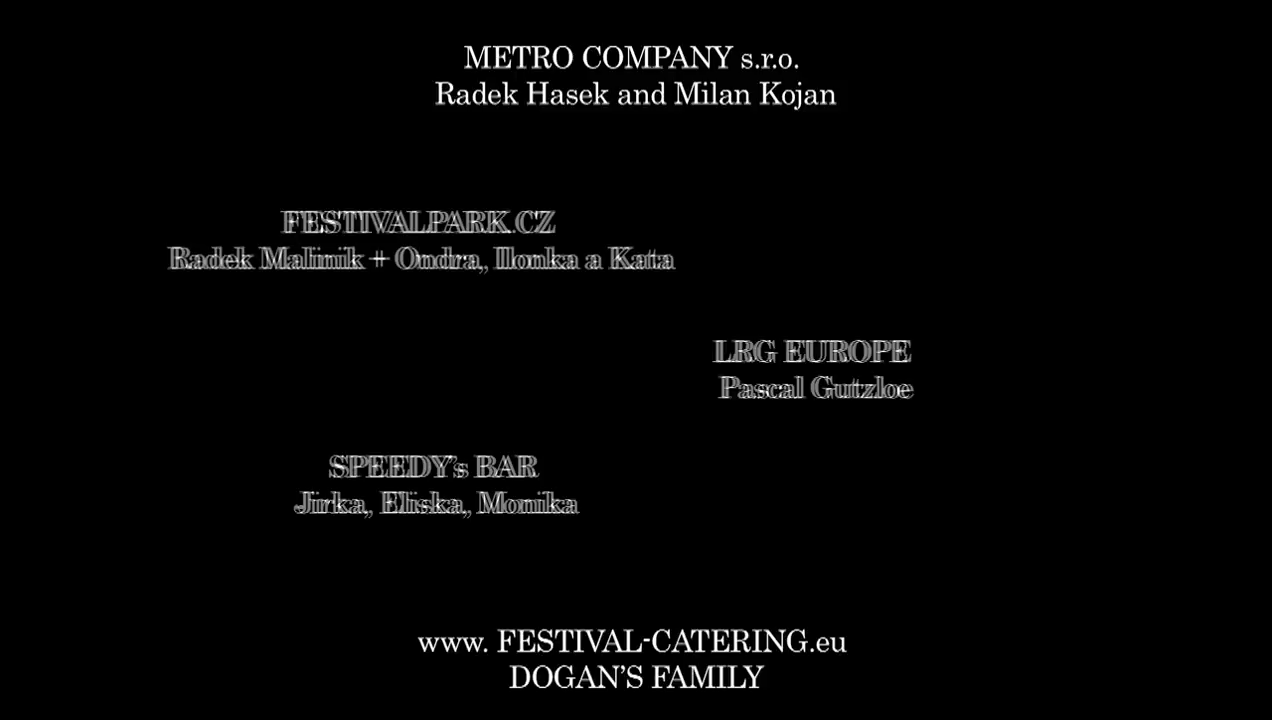 METRO COMPANY s.r.o.
Radek Hasek and Milan Kojan
FESTIVALPARK.CZ
Radek Malinik + Ondra, Ilonka a Kata
LRG EUROPE
Pascal Gutzloe
SPEEDY's BAR
Jirka, Eliska, Monika
www. FESTIVAL-CATERING.eu
DOGAN'S FAMILY